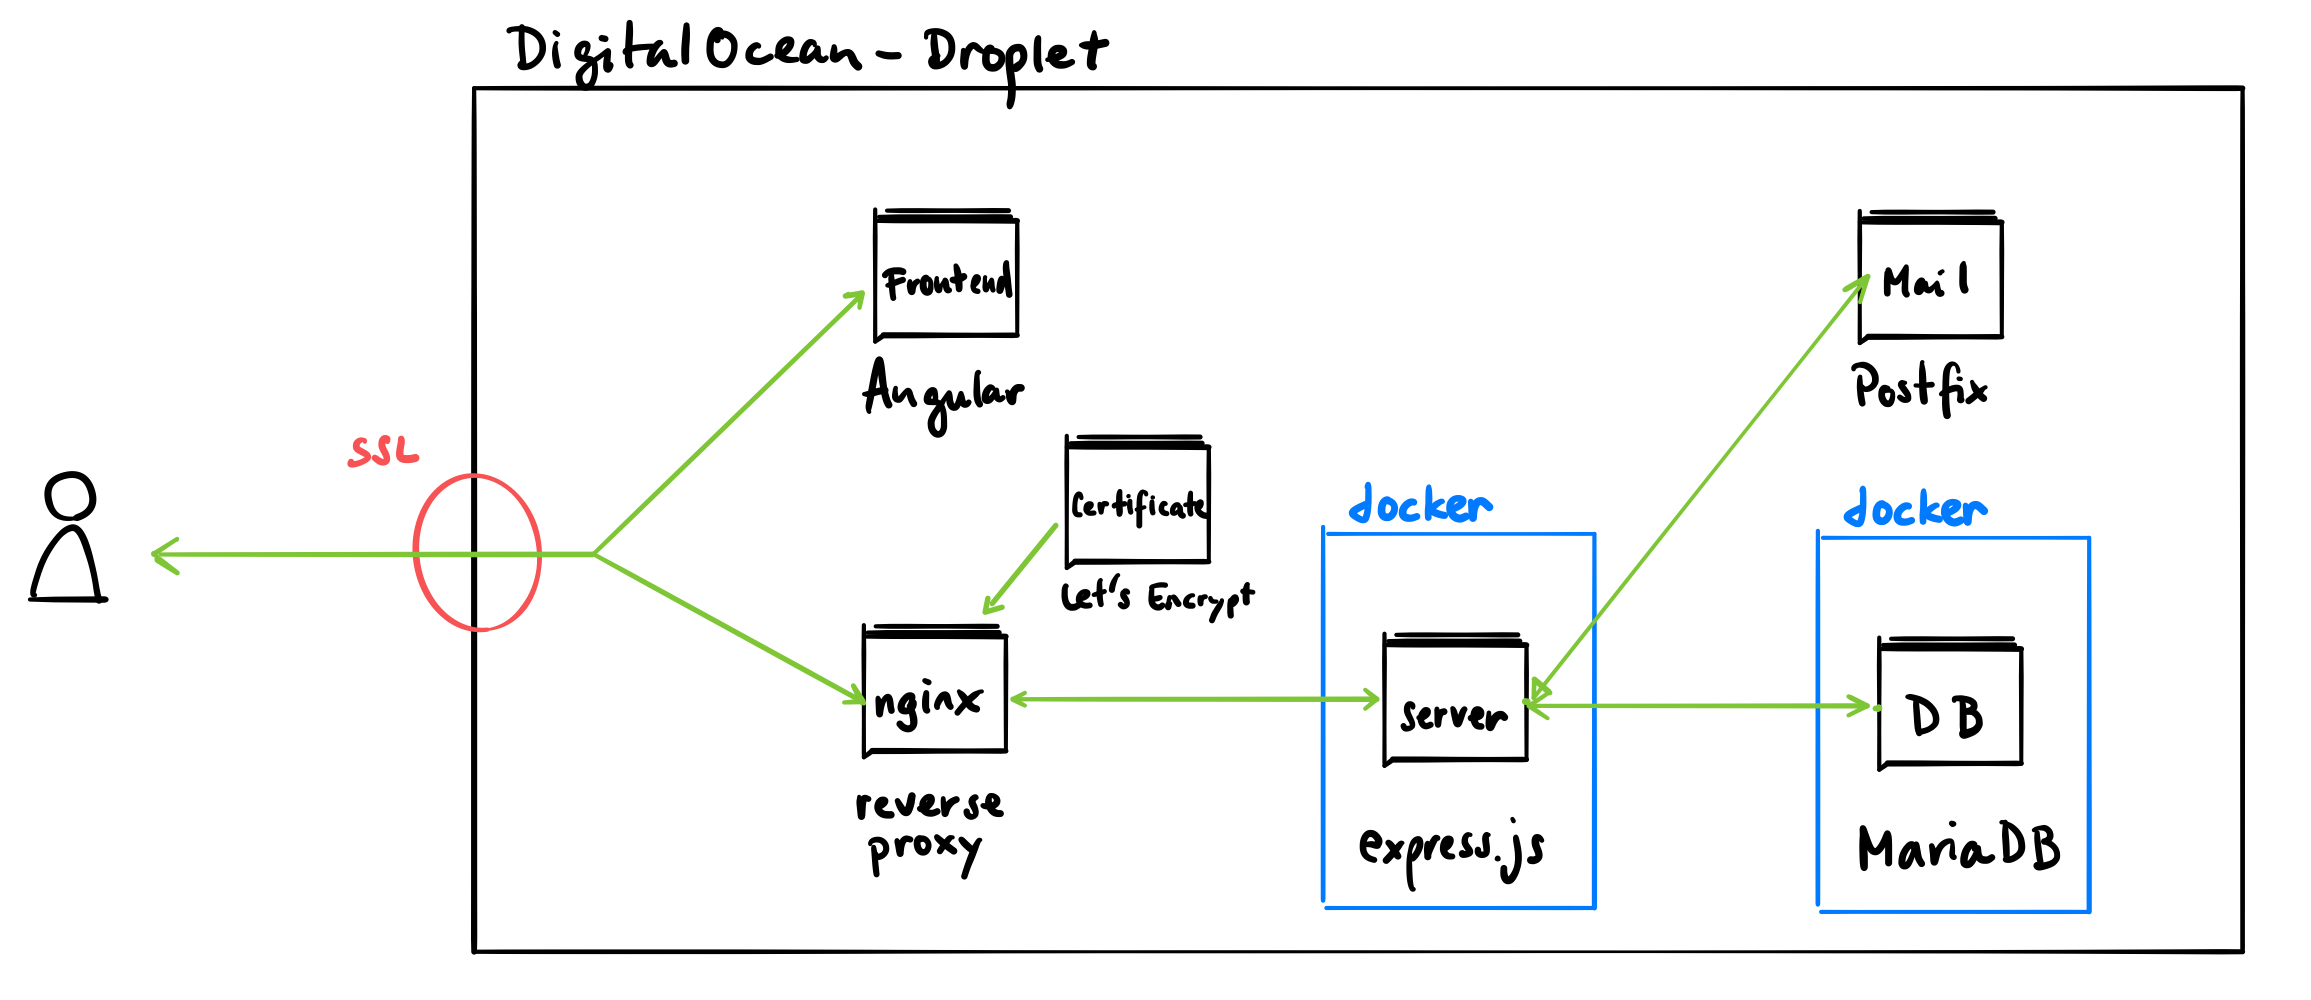 DigitalOcean - Droplet
Frontend
Angular
Mail
Postfix
SSL
Certificate
Let's Encrypt
docker
docker
nginx
reverse
proxy
server
express.js
DB
MariaDB